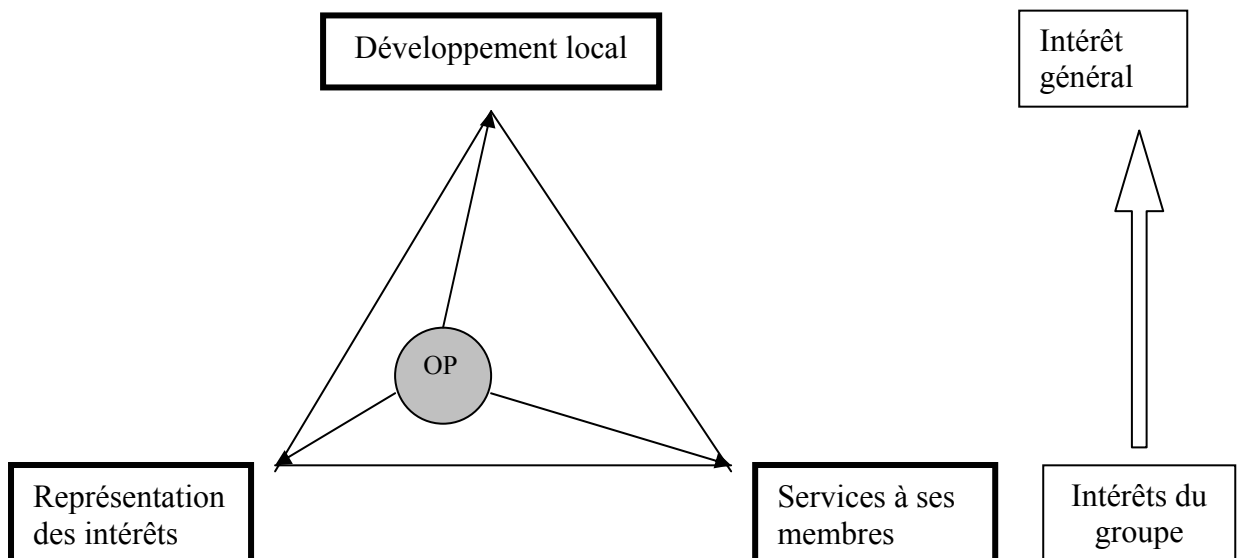 Développement local
Intérêt
général
OP
Représentation
des intérêts
Services à ses
membres
Intérêts du
groupe